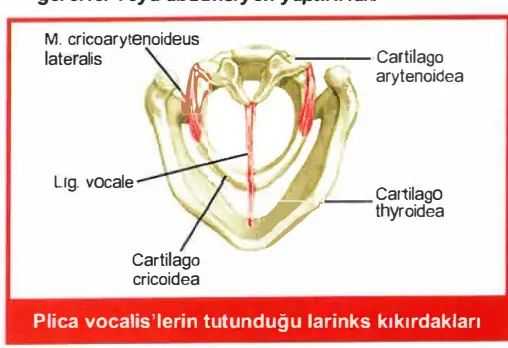 M. cricoarytenoideus
lateralis
Cartilago
arytenoidea
Lig. vocale
Cartilago
thyroidea
Cartilago
cricoidea
Plica vocalis'lerin tutunduğu larinks kıkırdakları